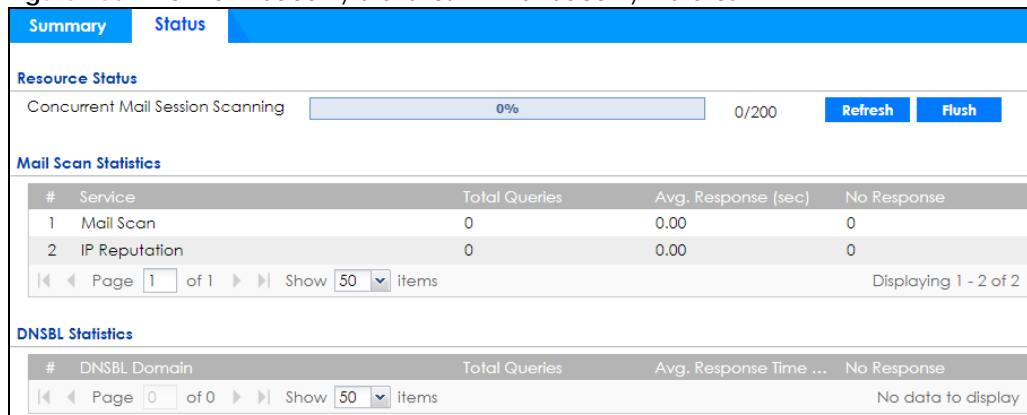 Summary Status
Resource Status
Concurrent Mail Session Scanning 0% 0/200 Refresh Flush
Mail Scan Statistics
# Service Total Queries Avg. Response (sec) No Response
1 Mail Scan 0 0.00 0
2 IP Reputation 0 0.00 0
Page 1 of 1 Show 50 items Displaying 1 - 2 of 2
DNSBL Statistics
# DNSBL Domain Total Queries Avg. Response Time ... No Response
Page 0 of 0 Show 50 items No data to display